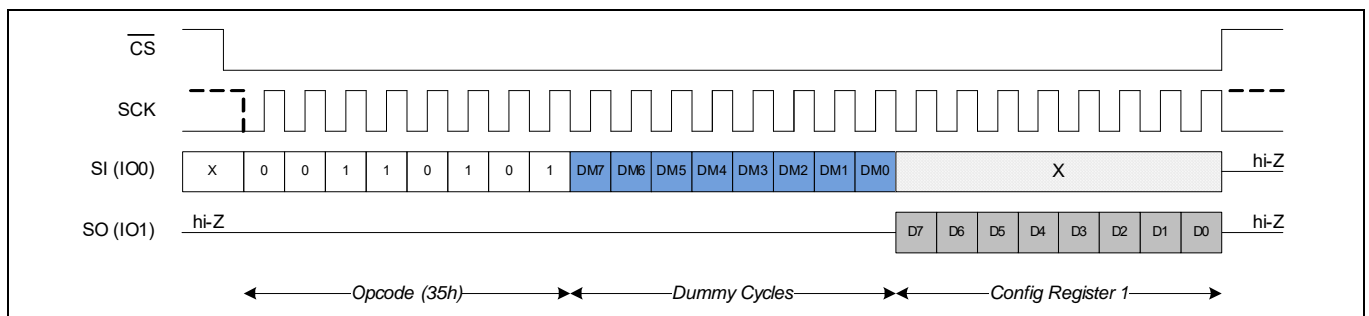 CS
SCK
SI (IO0) X 0 0 1 1 0 1 0 1 DM7 DM6 DM5 DM4 DM3 DM2 DM1 DM0 X hi-Z
SO (IO1) hi-Z D7 D6 D5 D4 D3 D2 D1 D0 hi-Z
Opcode (35h) Dummy Cycles Config Register 1